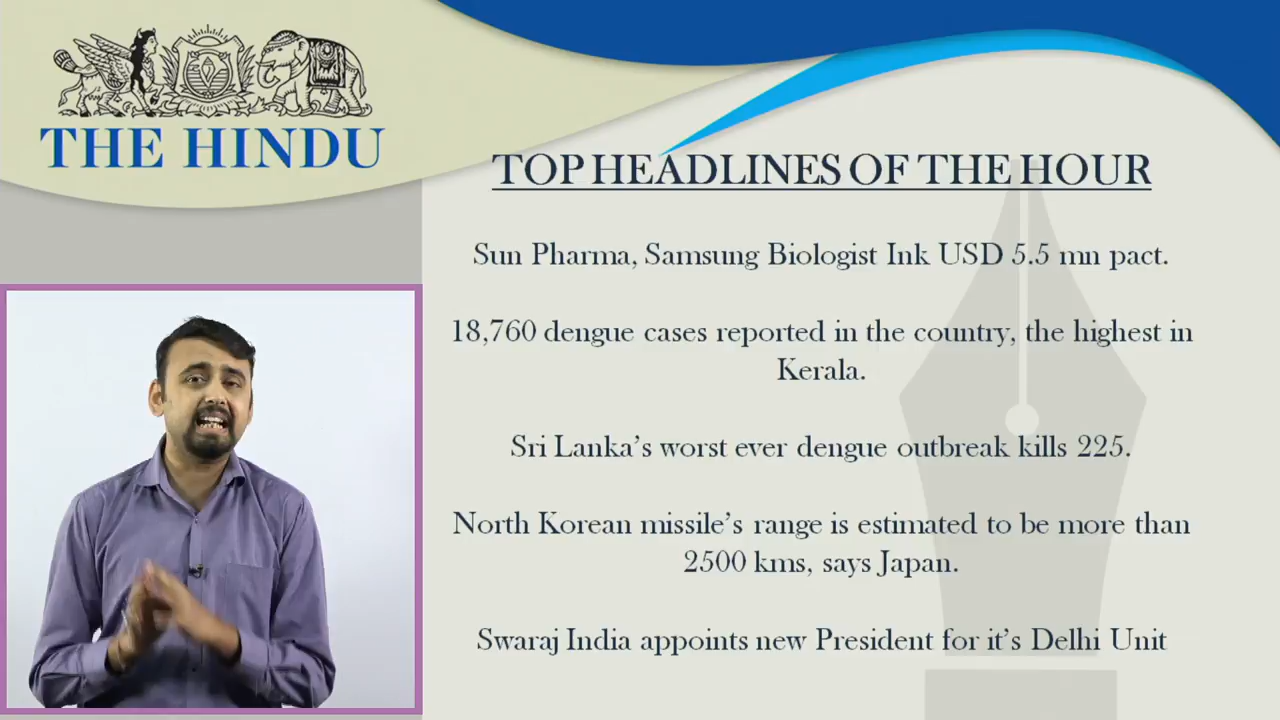 THE HINDU
TOP HEADLINES OF THE HOUR
Sun Pharma, Samsung Biologist Ink USD 5.5 mn pact.
18,760 dengue cases reported in the country, the highest in
Kerala.
Sri Lanka's worst ever dengue outbreak kills 225.
North Korean missile's range is estimated to be more than
2500 kms, says Japan.
Swaraj India appoints new President for it's Delhi Unit